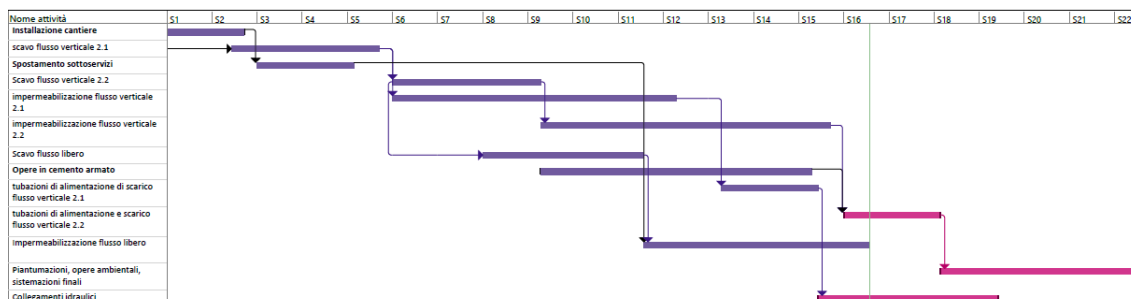 Nome attività S1 S2 S3 S4 S5 S6 S7 S8 S9 S10 S11 S12 S13 S14 S15 S16 S17 S18 S19 S20 S21 S22
Installazione cantiere
scavo flusso verticale 2.1
Spostamento sottoservizi
Scavo flusso verticale 2.2
impermeabilizazione flusso verticale
2.1
impermeabilizzazione flusso verticale
2.2
Scavo flusso libero
Opere in cemento armato
tubazioni di alimentazione di scarico
flusso verticale 2.1
tubazioni di alimentazione e scarico
flusso verticale 2.2
Impermeabilizzazione flusso libero
Piantumazioni, opere ambientali,
sistemazioni finali
Collegamenti idraulici